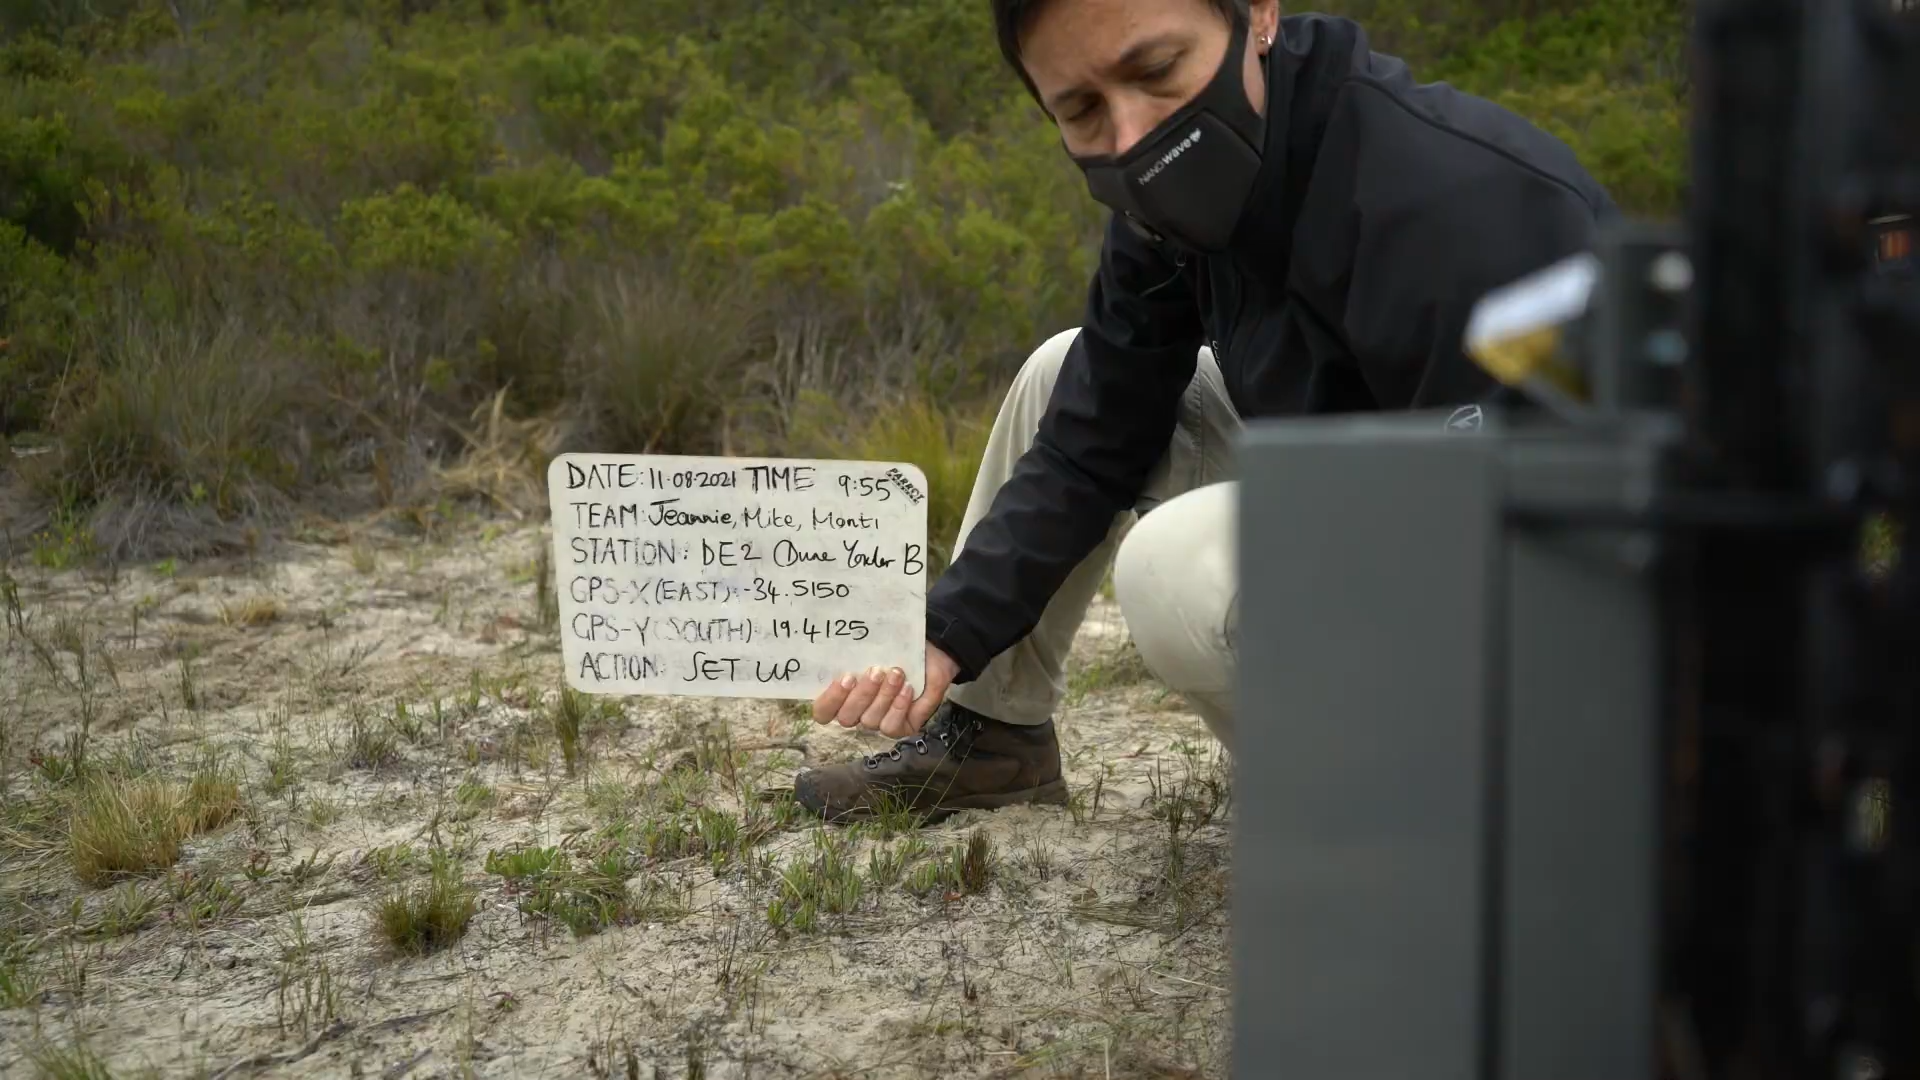 NANOwave
DATE: 11.08.2021 TIME 9:55
PARROT
TEAM: Jeannie, Mike, Monti
STATION: DE2 (Dune Yonder B
GPS-X (EAST): -34.5150
GPS-Y (SOUTH): 19.4125
ACTION: SET UP